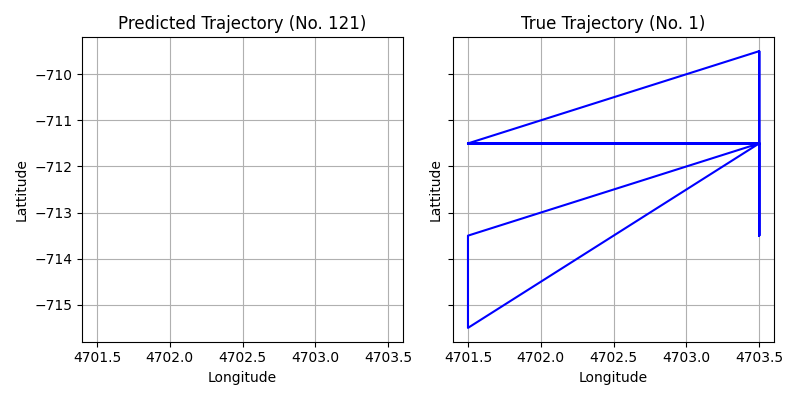 Predicted Trajectory (No. 121)
True Trajectory (No. 1)
−710
−711
−712
−713
−714
−715
Lattitude
Lattitude
4701.5 4702.0 4702.5 4703.0 4703.5
4701.5 4702.0 4702.5 4703.0 4703.5
Longitude
Longitude